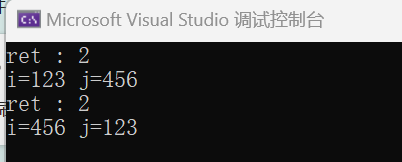 Microsoft Visual Studio 调试控制台
ret : 2
i=123 j=456
ret : 2
i=456 j=123